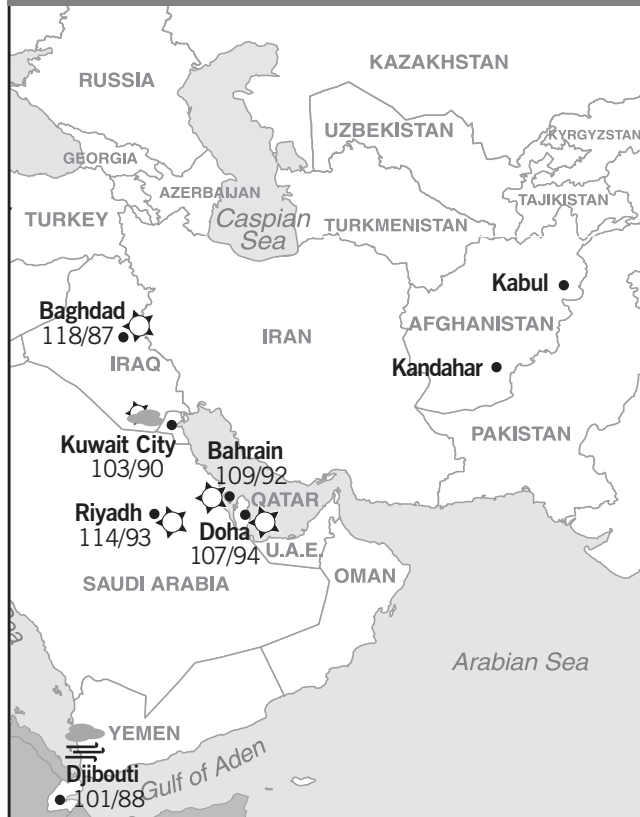 KAZAKHSTAN
RUSSIA
UZBEKISTAN
KYRGYZSTAN
GEORGIA
AZERBAIJAN
TAJIKISTAN
TURKEY
Caspian
Sea
TURKMENISTAN
Kabul
Baghdad
118/87
IRAQ
IRAN
AFGHANISTAN
Kandahar
Kuwait City
103/90
PAKISTAN
Bahrain
109/92
QATAR
Riyadh
114/93
Doha
107/94
U.A.E.
SAUDI ARABIA
OMAN
Arabian Sea
YEMEN
Gulf of Aden
Djibouti
101/88